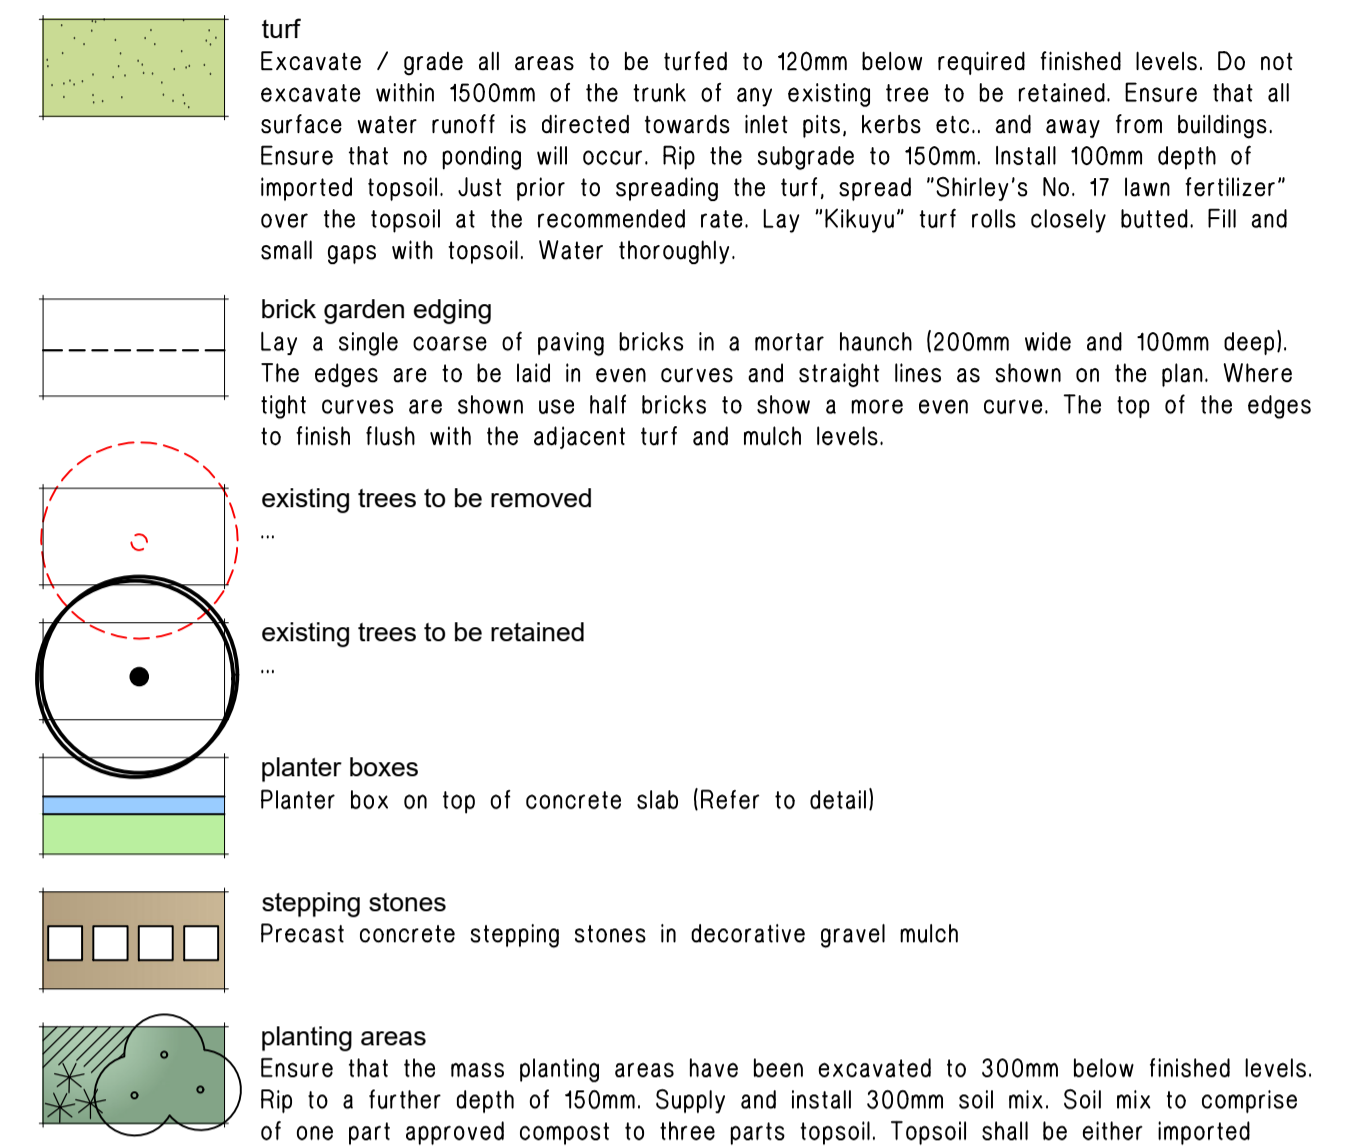 turf
Excavate / grade all areas to be turfed to 120mm below required finished levels. Do not
excavate within 1500mm of the trunk of any existing tree to be retained. Ensure that all
surface water runoff is directed towards inlet pits, kerbs etc.. and away from buildings.
Ensure that no ponding will occur. Rip the subgrade to 150mm. Install 100mm depth of
imported topsoil. Just prior to spreading the turf, spread "Shirley's No. 17 lawn fertilizer"
over the topsoil at the recommended rate. Lay "Kikuyu" turf rolls closely butted. Fill and
small gaps with topsoil. Water thoroughly.
brick garden edging
Lay a single coarse of paving bricks in a mortar haunch (200mm wide and 100mm deep).
The edges are to be laid in even curves and straight lines as shown on the plan. Where
tight curves are shown use half bricks to show a more even curve. The top of the edges
to finish flush with the adjacent turf and mulch levels.
existing trees to be removed
...
existing trees to be retained
...
planter boxes
Planter box on top of concrete slab (Refer to detail)
stepping stones
Precast concrete stepping stones in decorative gravel mulch
planting areas
Ensure that the mass planting areas have been excavated to 300mm below finished levels.
Rip to a further depth of 150mm. Supply and install 300mm soil mix. Soil mix to comprise
of one part approved compost to three parts topsoil. Topsoil shall be either imported